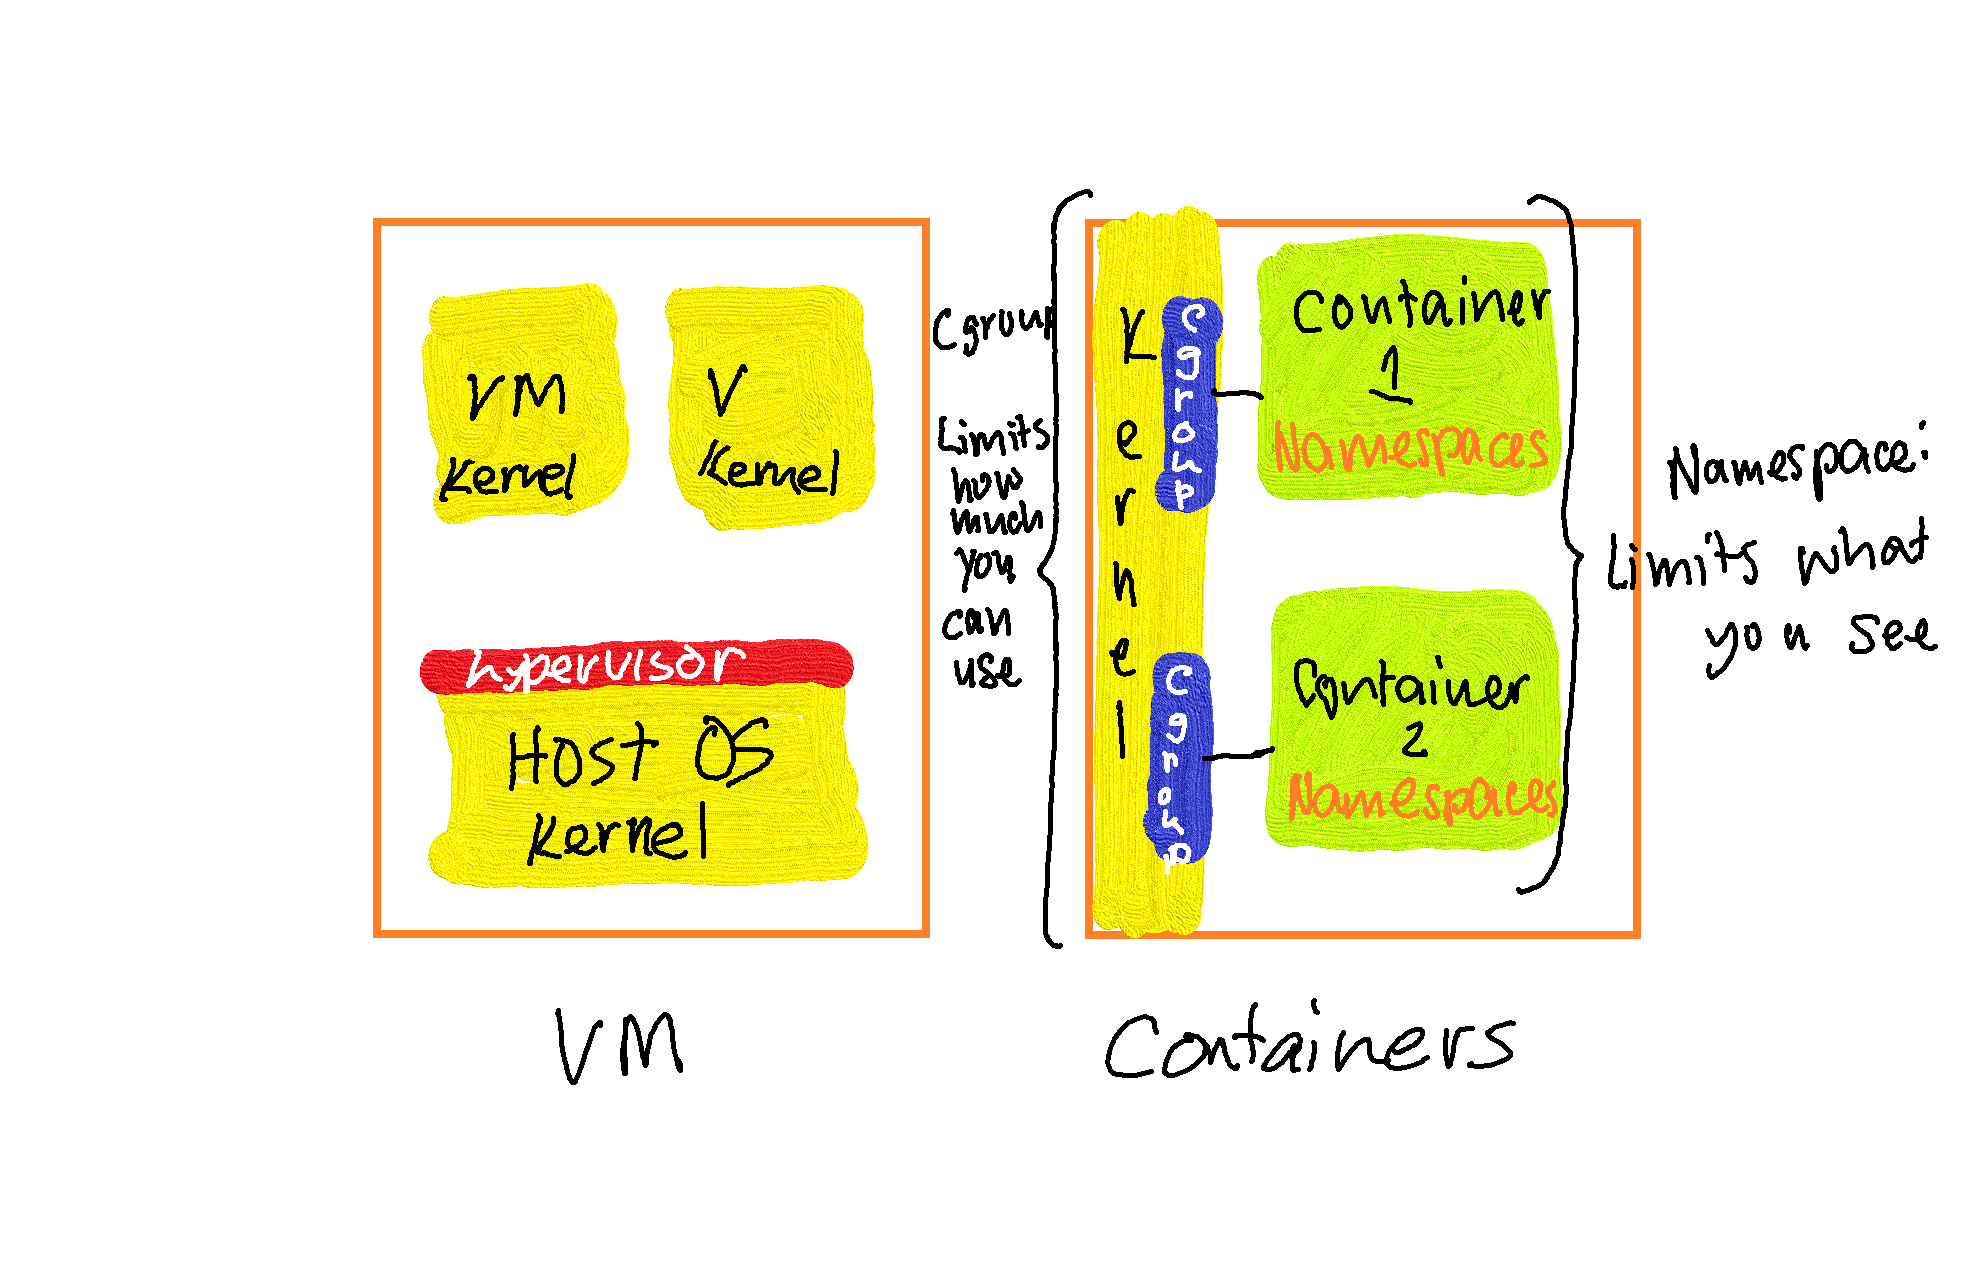 VM
Kernel
V
Kernel
hypervisor
Host OS
Kernel
VM
Cgroup
Limits
how
much
you
can
use
Kernel
Cgroup
Cgroup
Container
1
Namespaces
Container
2
Namespaces
Containers
Namespace:
Limits what
you see